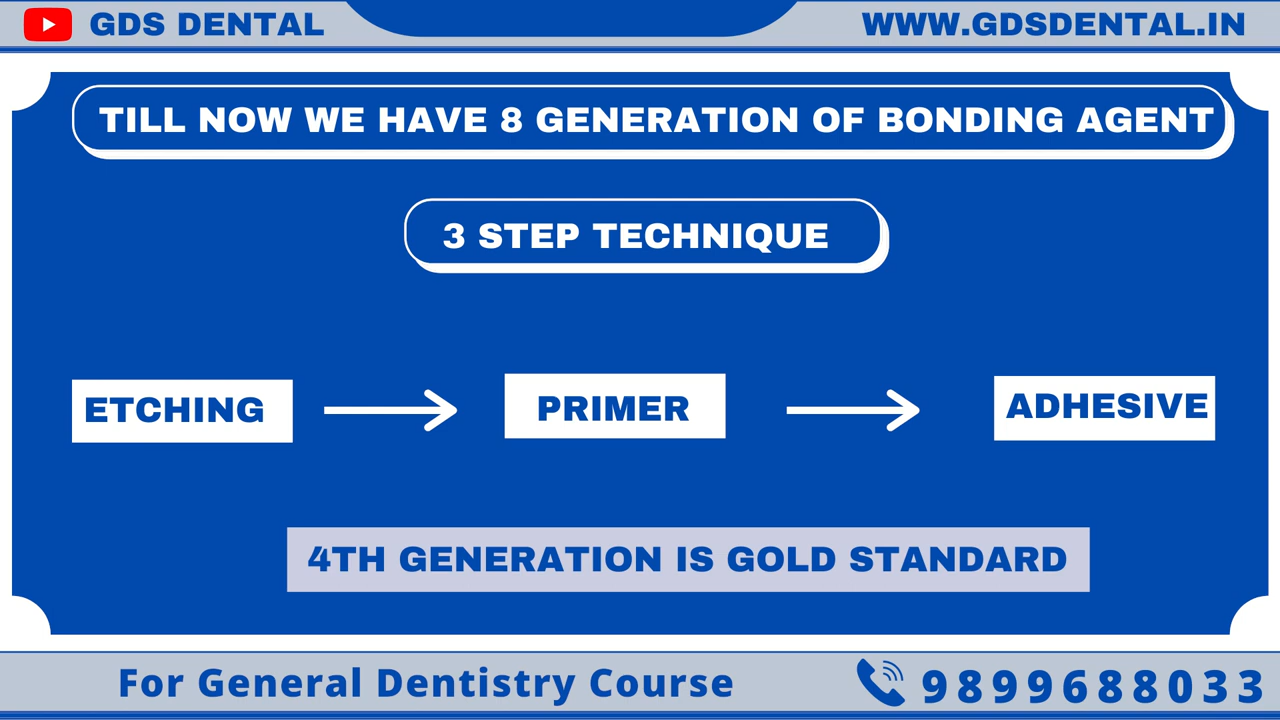 GDS DENTAL
WWW.GDSDENTAL.IN
TILL NOW WE HAVE 8 GENERATION OF BONDING AGENT
3 STEP TECHNIQUE
ETCHING
PRIMER
ADHESIVE
4TH GENERATION IS GOLD STANDARD
For General Dentistry Course
9899688033